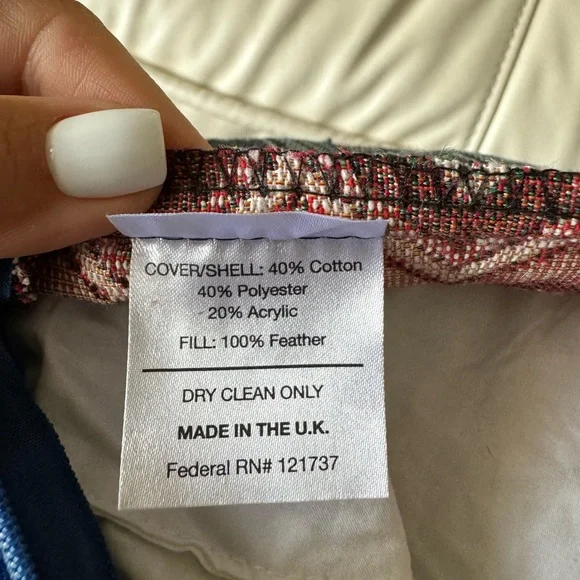 COVER/SHELL: 40% Cotton
40% Polyester
20% Acrylic
FILL: 100% Feather
DRY CLEAN ONLY
MADE IN THE U.K.
Federal RN# 121737